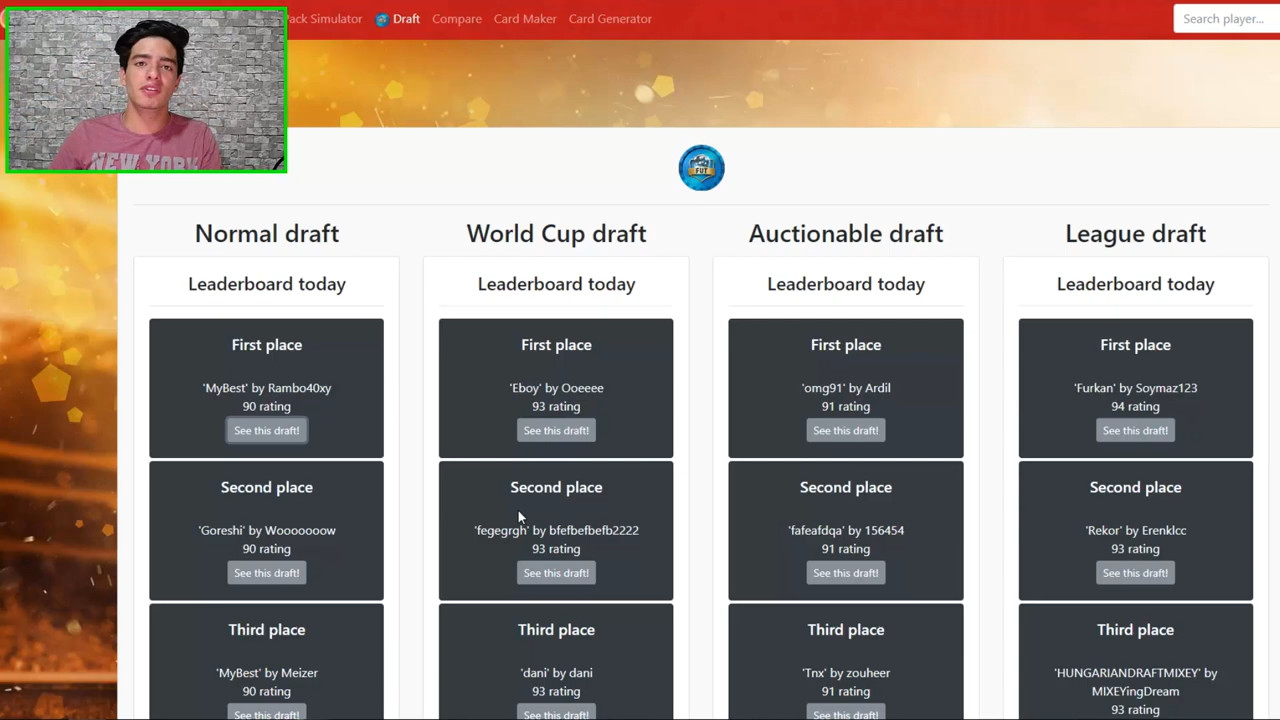 Pack Simulator Draft Compare Card Maker Card Generator Search player...
NEW YORK
FUT
Normal draft
Leaderboard today
First place
'MyBest' by Rambo40xy
90 rating
See this draft!
Second place
'Goreshi' by Wooooooow
90 rating
See this draft!
Third place
'MyBest' by Meizer
90 rating
See this draft!
World Cup draft
Leaderboard today
First place
'Eboy' by Ooeeee
93 rating
See this draft!
Second place
'fegegrgh' by bfefbefbefb2222
93 rating
See this draft!
Third place
'dani' by dani
93 rating
See this draft!
Auctionable draft
Leaderboard today
First place
'omg91' by Ardil
91 rating
See this draft!
Second place
'fafeafdqa' by 156454
91 rating
See this draft!
Third place
'Tnx' by zouheer
91 rating
See this draft!
League draft
Leaderboard today
First place
'Furkan' by Soymaz123
94 rating
See this draft!
Second place
'Rekor' by Erenklcc
93 rating
See this draft!
Third place
'HUNGARIANDRAFTMIXEY' by
MIXEYingDream
93 rating